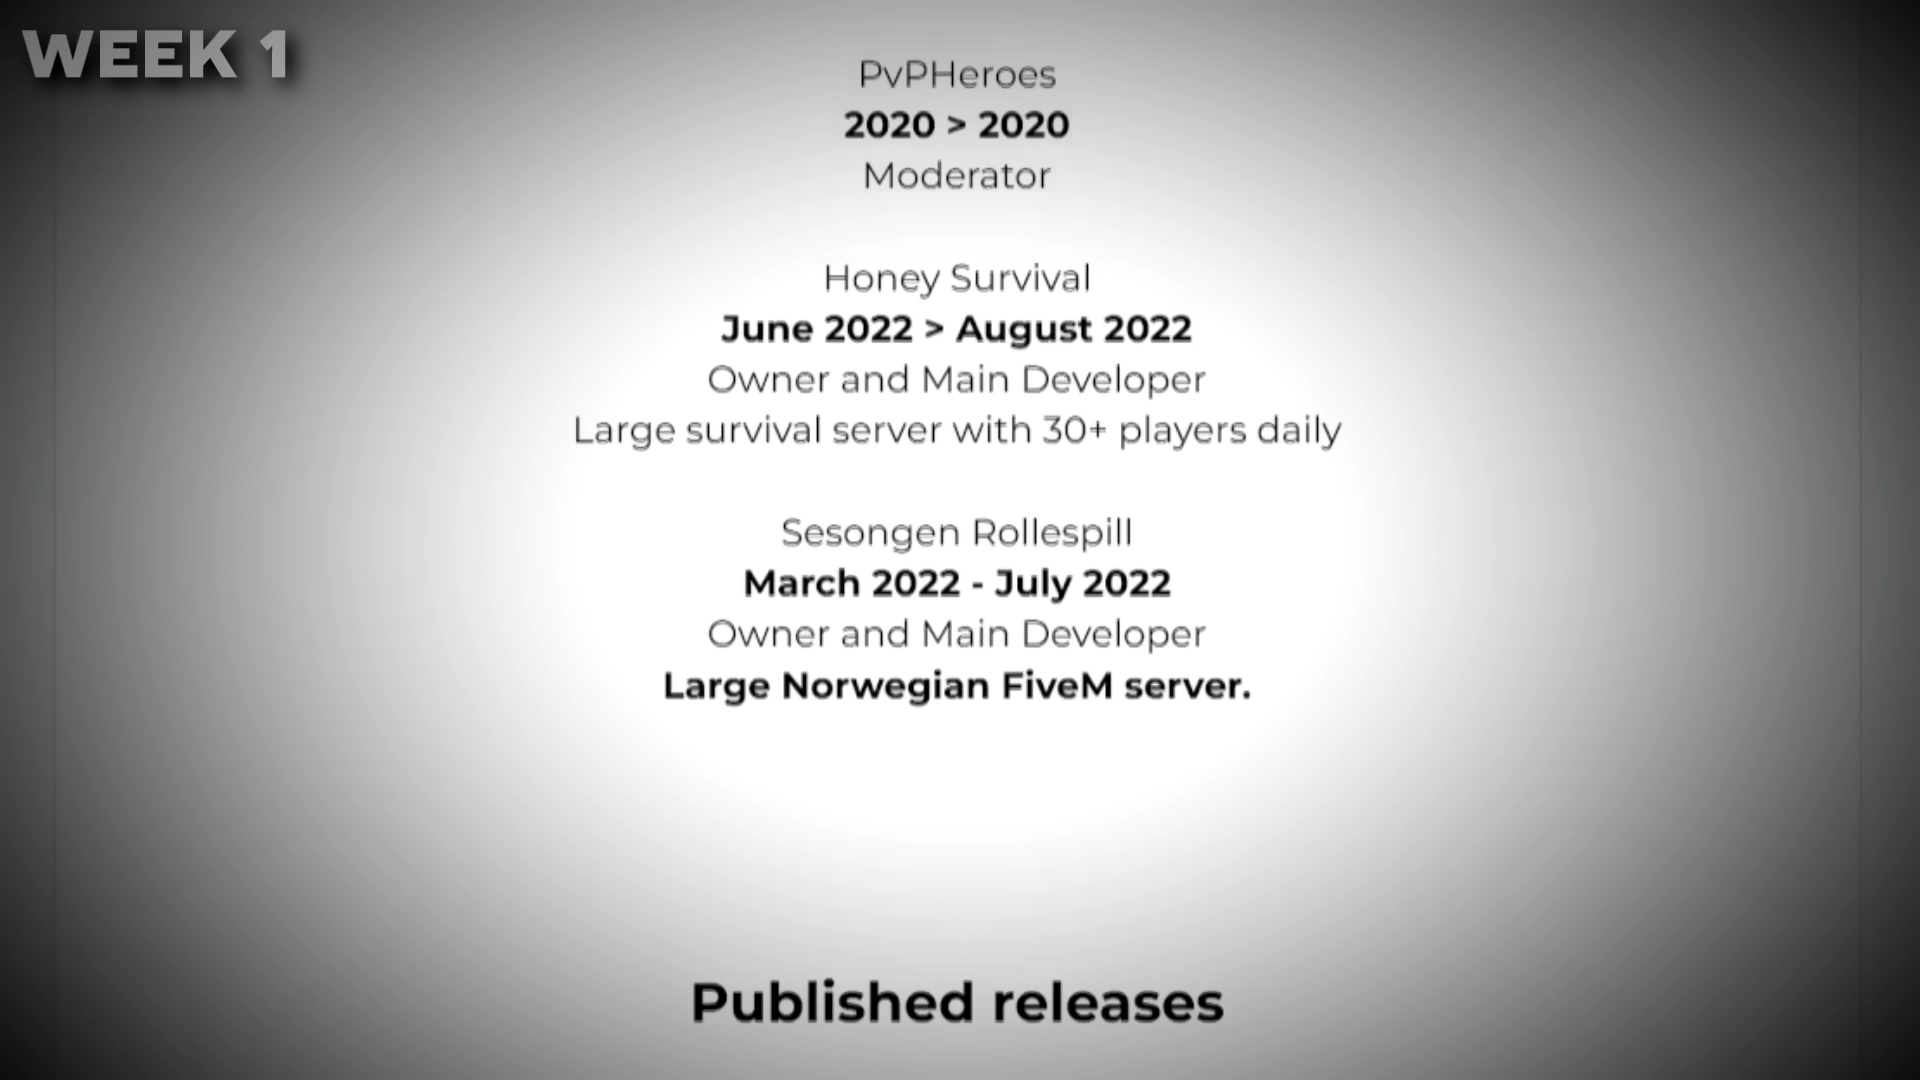 WEEK 1
PvPHeroes
2020 > 2020
Moderator
Honey Survival
June 2022 > August 2022
Owner and Main Developer
Large survival server with 30+ players daily
Sesongen Rollespill
March 2022 - July 2022
Owner and Main Developer
Large Norwegian FiveM server.
Published releases